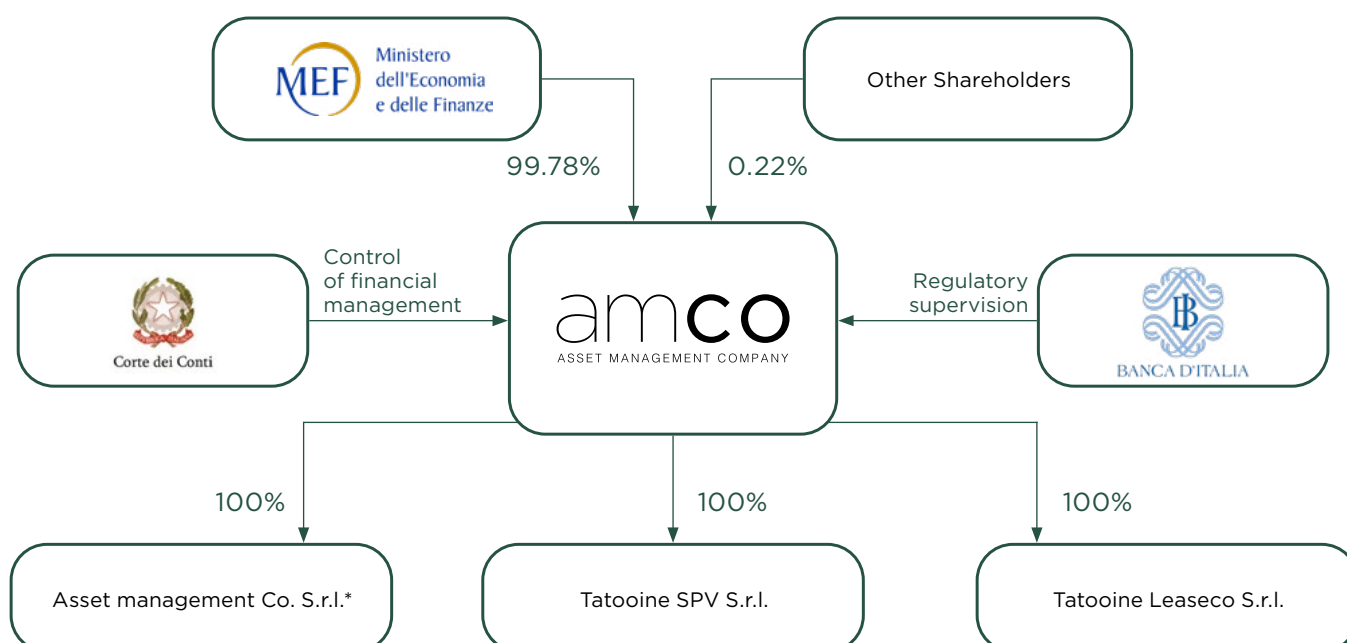 MEF
Ministero
dell'Economia
e delle Finanze
Other Shareholders
99.78%
0.22%
Control
of financial
management
Corte dei Conti
amco
ASSET MANAGEMENT COMPANY
Regulatory
supervision
BI
BANCA D'ITALIA
100%
100%
100%
Asset management Co. S.r.l.*
Tatooine SPV S.r.l.
Tatooine Leaseco S.r.l.